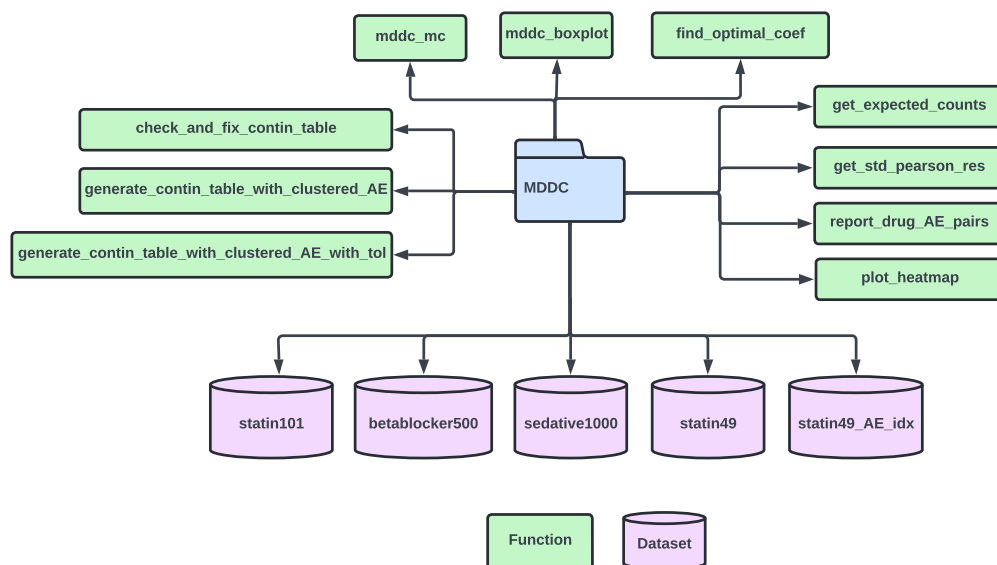 mddc_mc
mddc_boxplot
find_optimal_coef
get_expected_counts
check_and_fix_contin_table
get_std_pearson_res
generate_contin_table_with_clustered_AE
MDDC
report_drug_AE_pairs
generate_contin_table_with_clustered_AE_with_tol
plot_heatmap
statin101
betablocker500
sedative1000
statin49
statin49_AE_idx
Function
Dataset